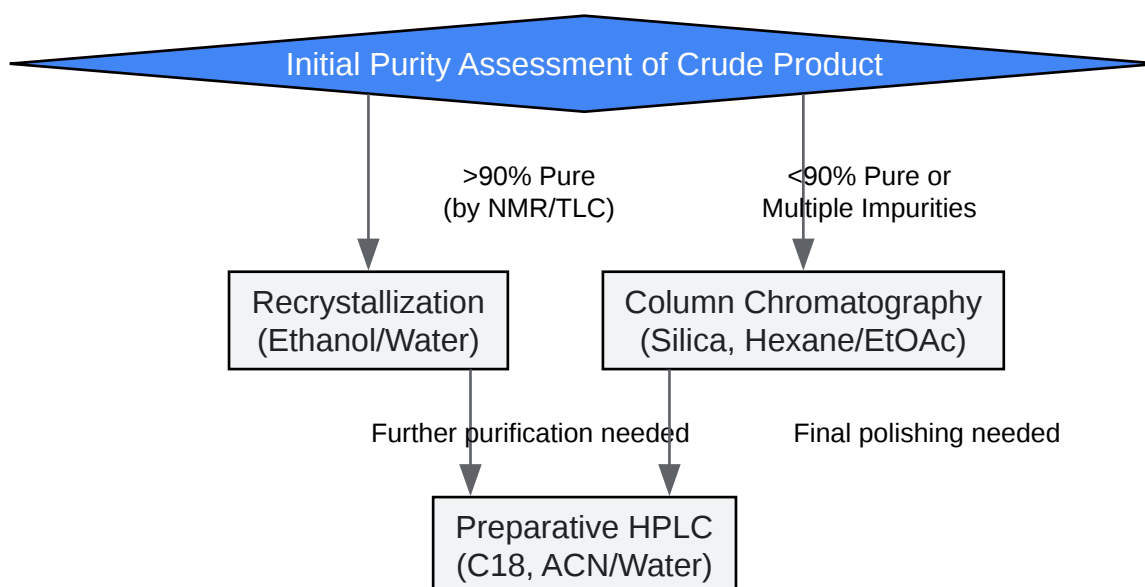 Initial Purity Assessment of Crude Product
>90% Pure
(by NMR/TLC)
<90% Pure or
Multiple Impurities
Recrystallization
(Ethanol/Water)
Column Chromatography
(Silica, Hexane/EtOAc)
Further purification needed
Final polishing needed
Preparative HPLC
(C18, ACN/Water)